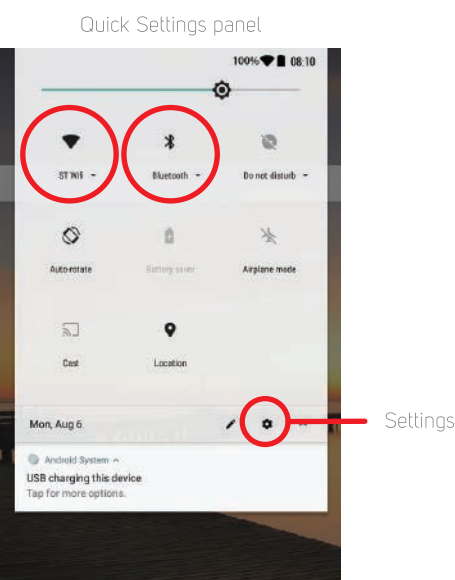 Quick Settings panel
100% 08:10
ST Wifi Bluetooth Do not disturb
Auto-rotate Battery saver Airplane mode
Cast Location
Mon, Aug 6
Settings
Android System
USB charging this device
Tap for more options.